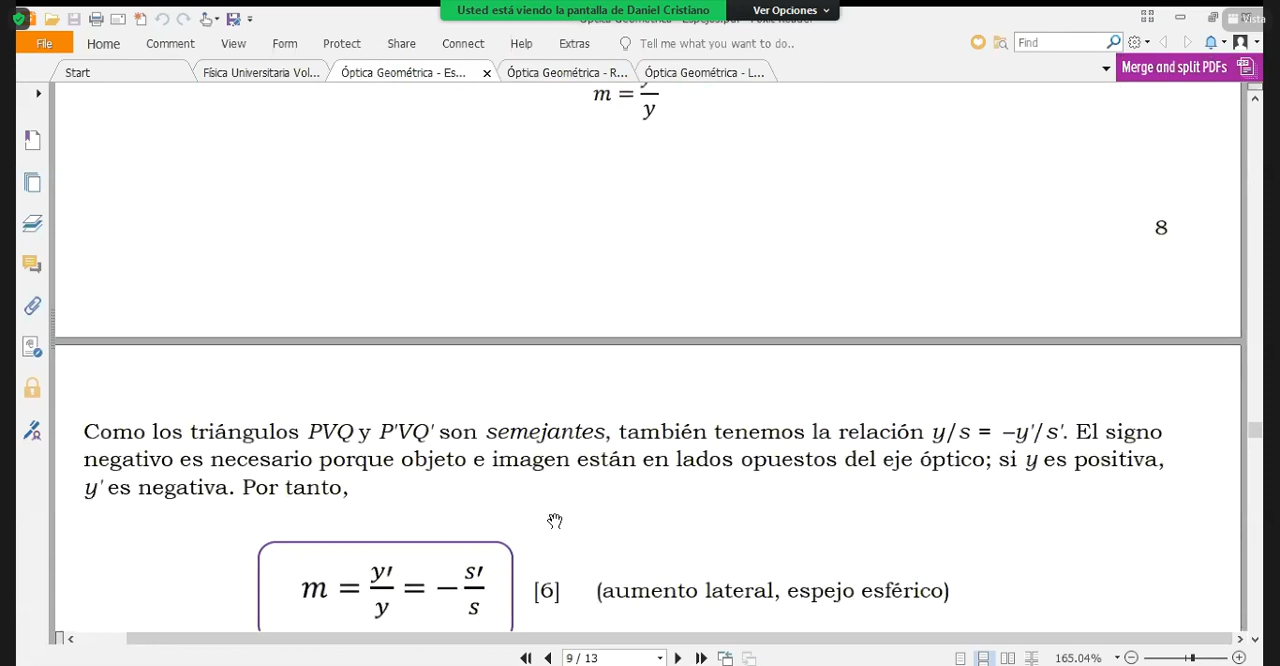 Usted está viendo la pantalla de Daniel Cristiano
Ver Opciones
Vista
File Home Comment View Form Protect Share Connect Help Extras Tell me what you want to do.. Find
Start Física Universitaria Vol... Óptica Geométrica - Es... × Óptica Geométrica - R... Óptica Geométrica - L... Merge and split PDFs
m = y
8
Como los triángulos PVQ y P'VQ' son semejantes, también tenemos la relación y/s = –y'/s'. El signo
negativo es necesario porque objeto e imagen están en lados opuestos del eje óptico; si y es positiva,
y' es negativa. Por tanto,
m = y′/y = − s′/s [6] (aumento lateral, espejo esférico)
9 / 13 165.04%